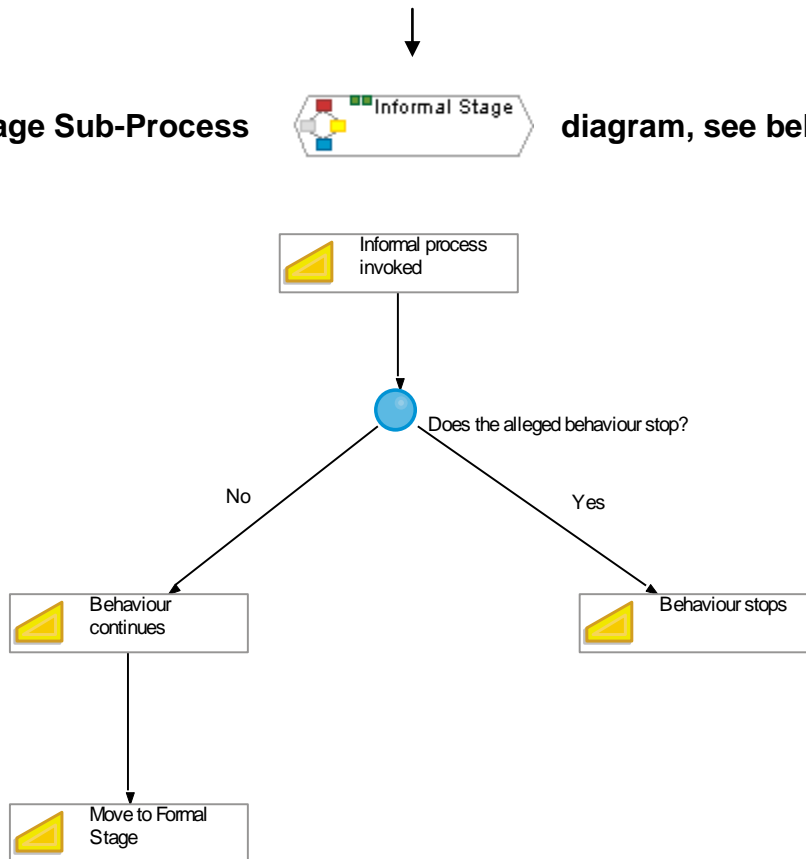 age Sub-Process Informal Stage diagram, see bel
Informal process
invoked
Does the alleged behaviour stop?
No
Yes
Behaviour
continues
Behaviour stops
Move to Formal
Stage